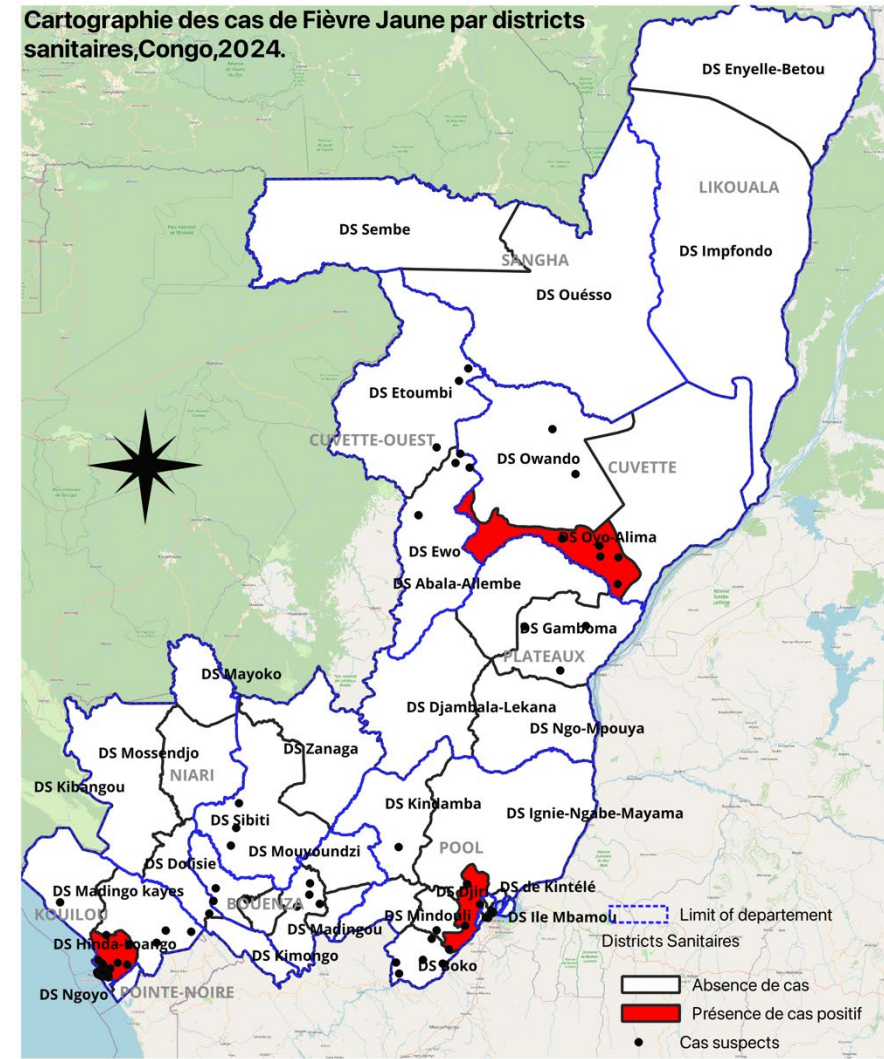 Cartographie des cas de Fièvre Jaune par districts
sanitaires,Congo,2024.
DS Enyelle-Betou
LIKOUALA
DS Sembe
DS Impfondo
SANGHA
DS Ouésso
DS Etoumbi
CUVETTE-OUEST
DS Owando
CUVETTE
DS Oyo-Alima
DS Ewo
DS Abala-Allembe
DS Gamboma
PLATEAUX
DS Mayoko
DS Djambala-Lekana
DS Ngo-Mpouya
DS Mossendjo
DS Zanaga
NIARI
DS Kibangou
DS Kindamba
DS Ignie-Ngabe-Mayama
DS Sibiti
POOL
DS Mouyoundzi
DS Dolisie
DS Madingo kayes
DS Djiri
DS de Kintélé
BOUENZA
KOUILOU
DS Mindouli
DS Ile Mbamou
DS Madingou
DS Hinda-Loango
DS Kimongo
DS Boko
DS Ngoyo
POINTE-NOIRE
Limit of departement
Districts Sanitaires
Absence de cas
Présence de cas positif
Cas suspects